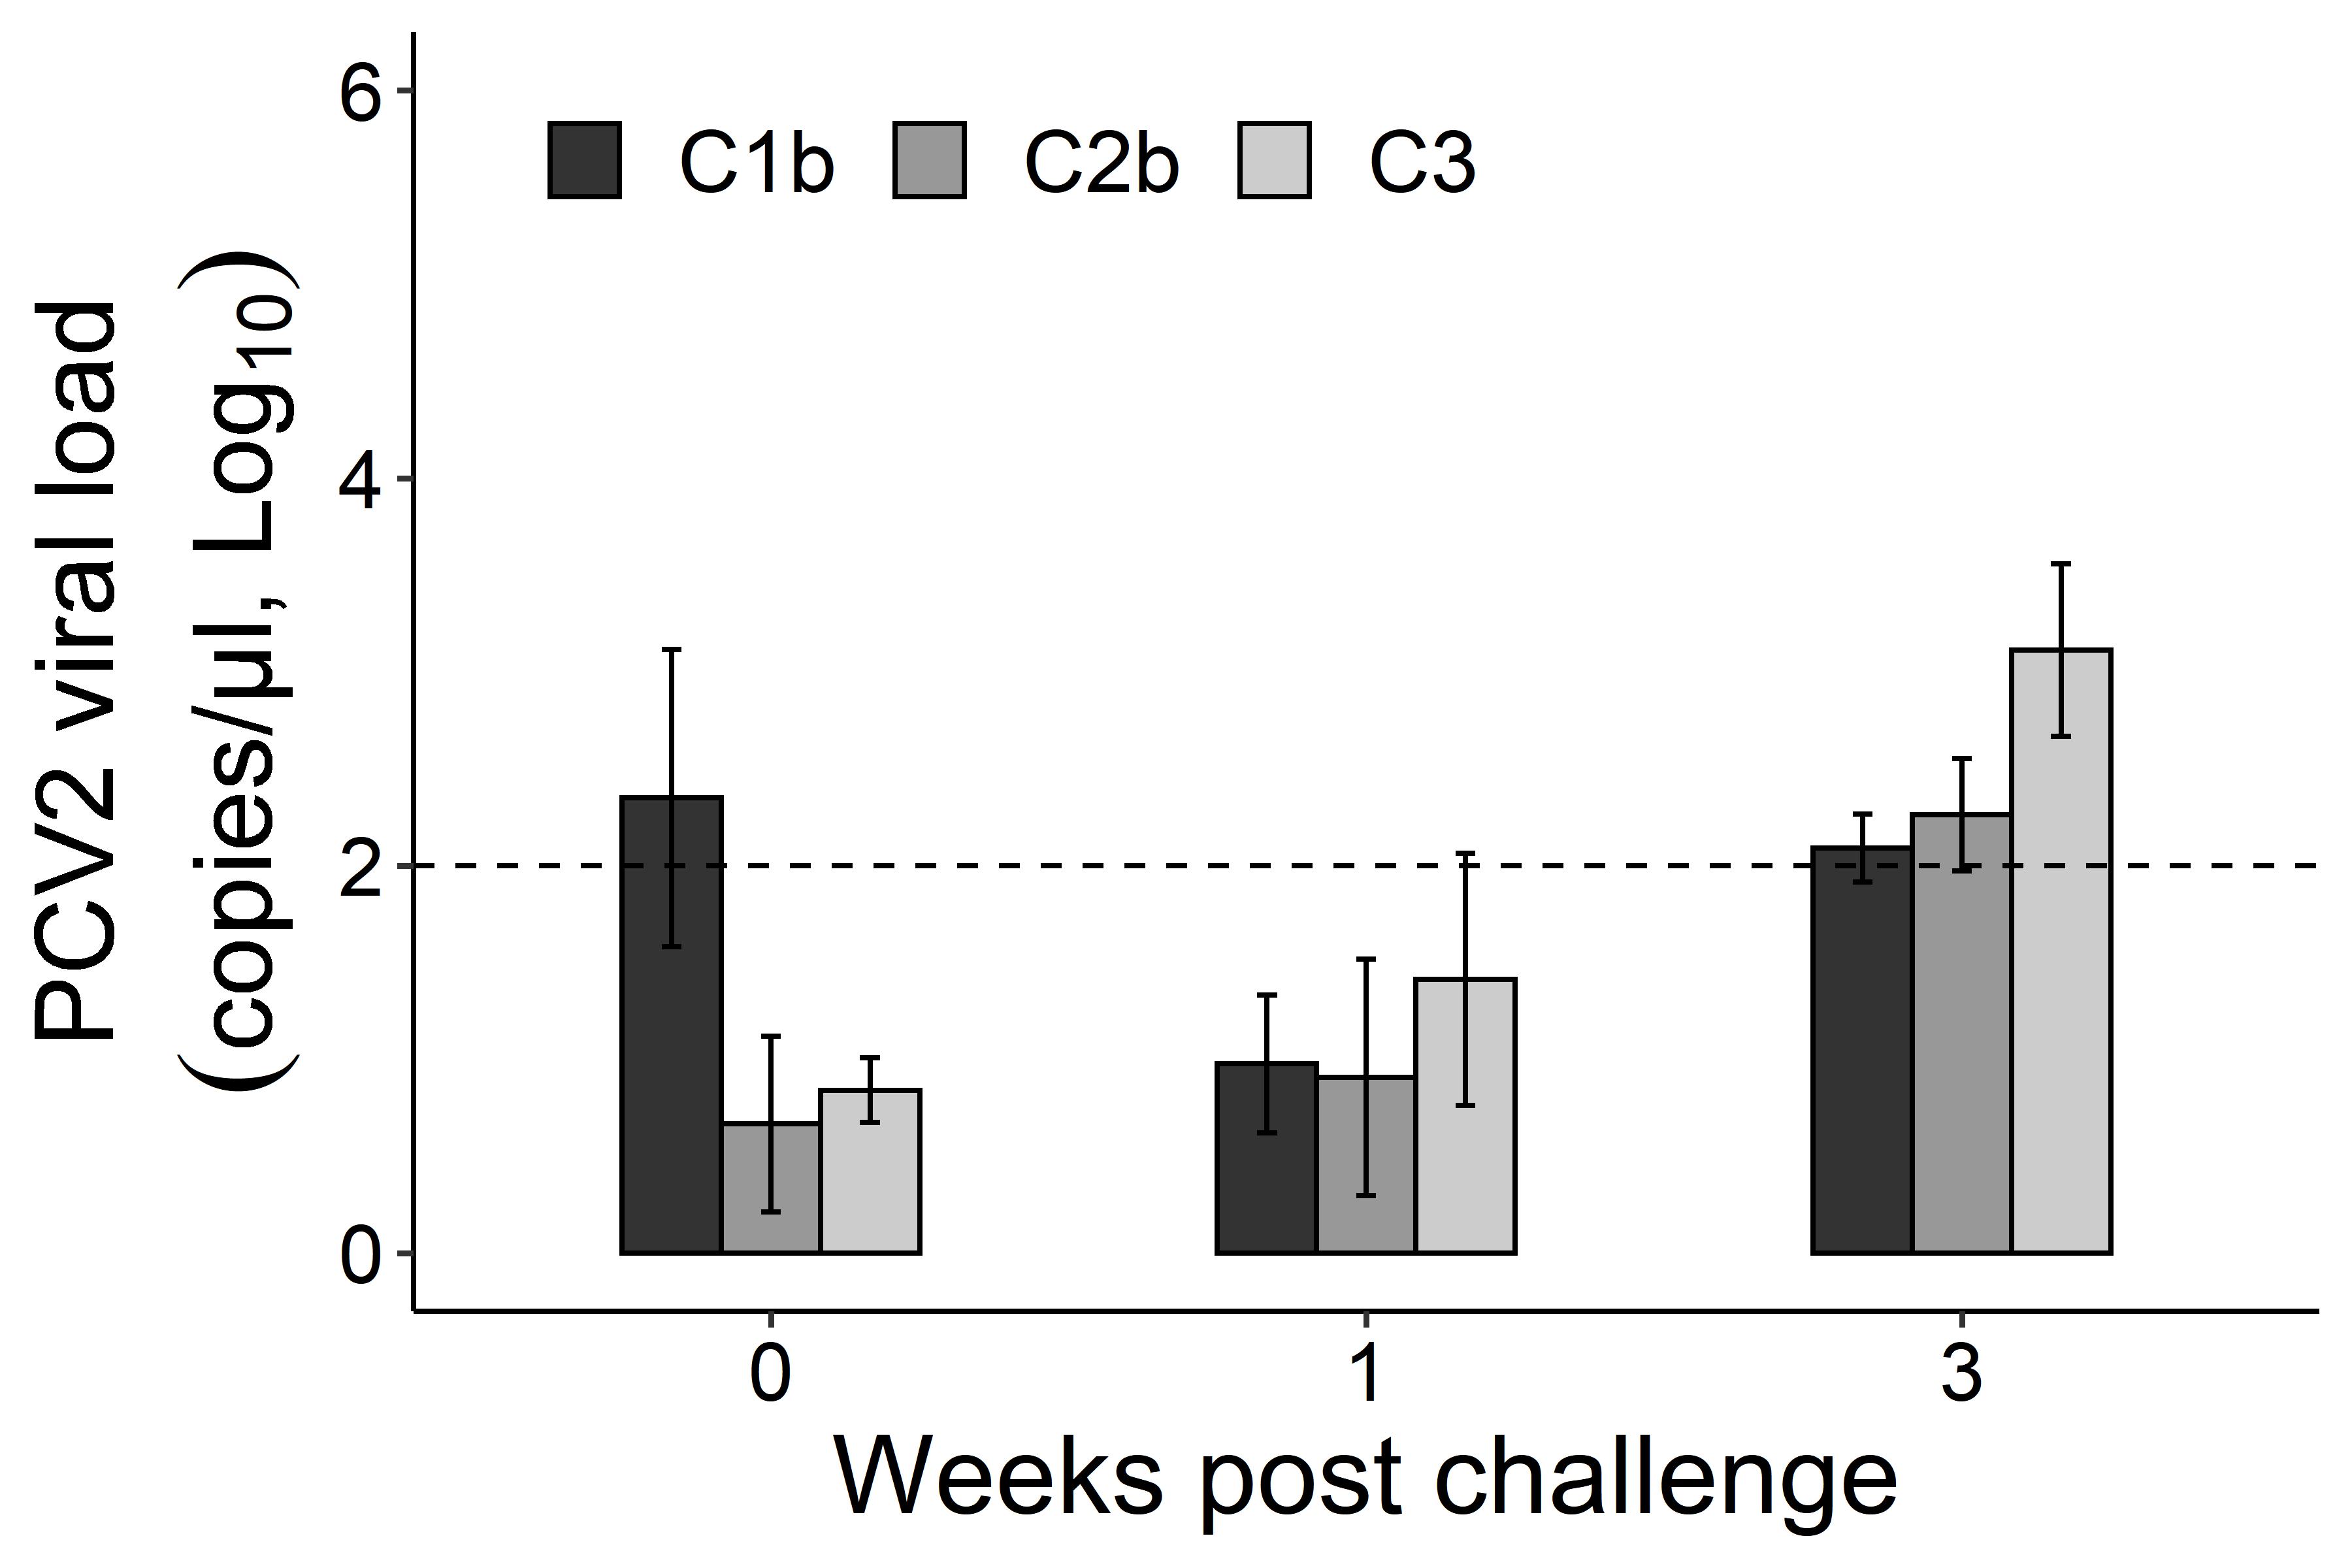 PCV2 viral load
(copies/µl, Log₁₀)
6
4
2
0
C1b C2b C3
0 1 3
Weeks post challenge